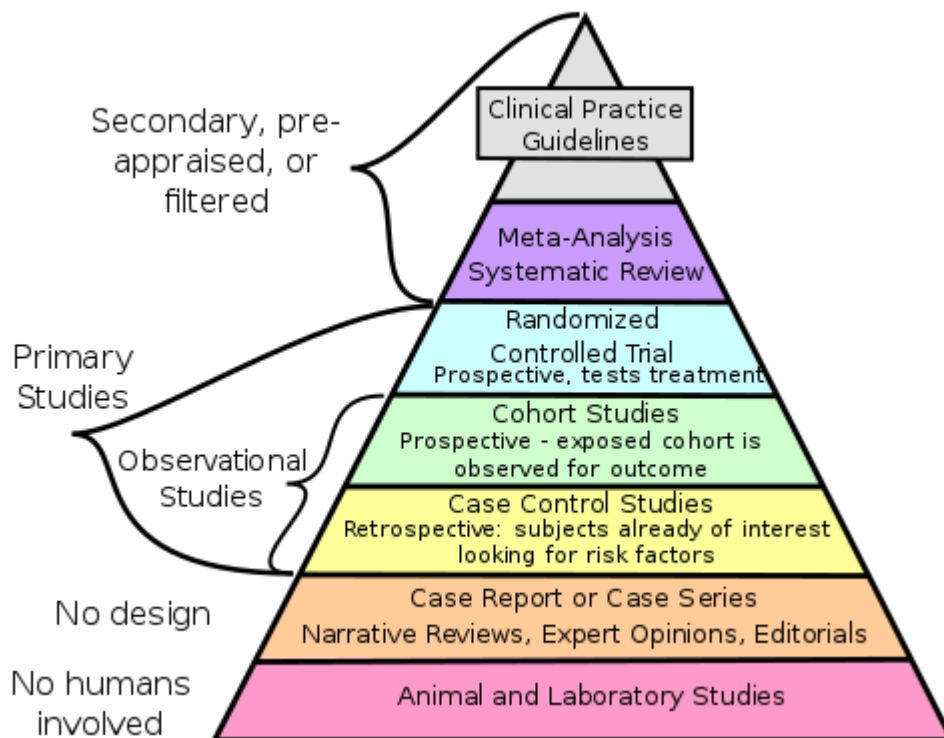 Clinical Practice
Guidelines
Secondary, pre-
appraised, or
filtered
Meta-Analysis
Systematic Review
Randomized
Controlled Trial
Prospective, tests treatment
Primary
Studies
Cohort Studies
Prospective - exposed cohort is
observed for outcome
Observational
Studies
Case Control Studies
Retrospective: subjects already of interest
looking for risk factors
No design
Case Report or Case Series
Narrative Reviews, Expert Opinions, Editorials
No humans
involved
Animal and Laboratory Studies